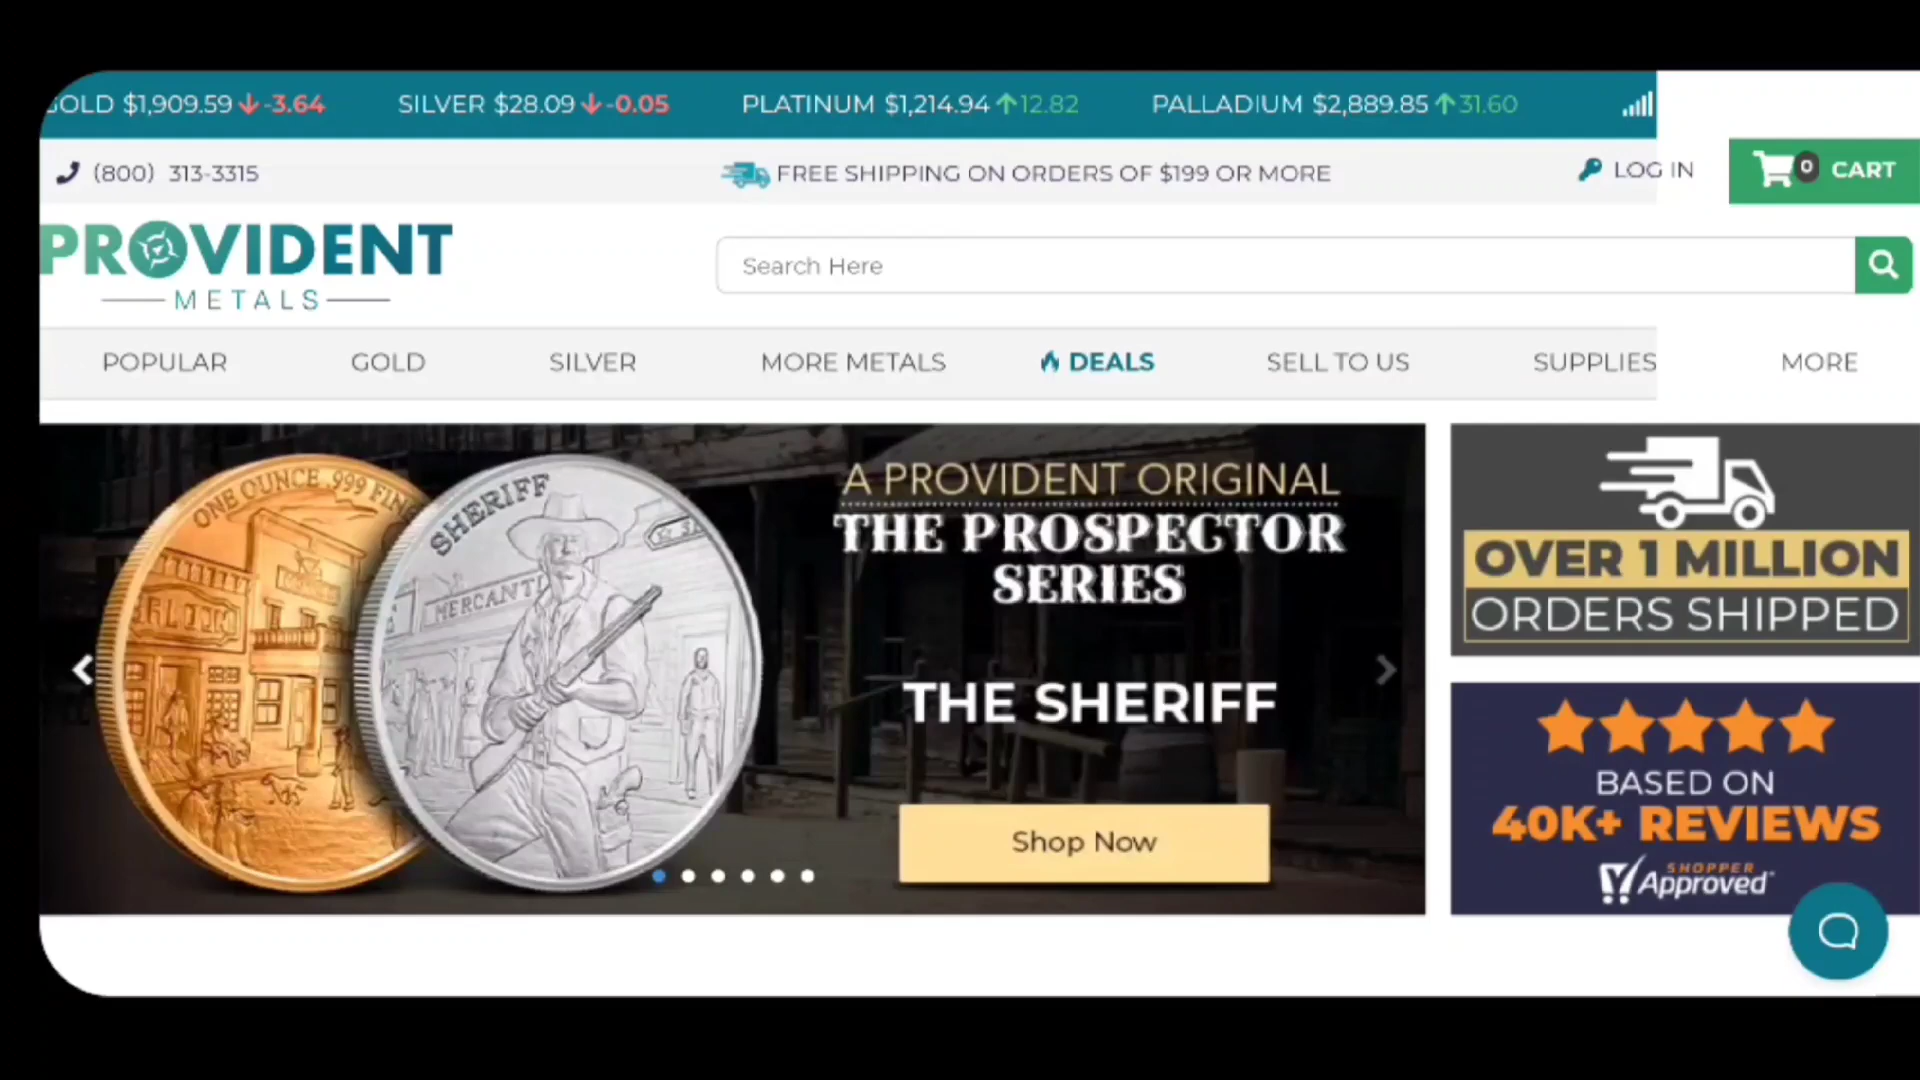 GOLD $1,909.59 -3.64 SILVER $28.09 -0.05 PLATINUM $1,214.94 12.82 PALLADIUM $2,889.85 31.60
(800) 313-3315 FREE SHIPPING ON ORDERS OF $199 OR MORE LOG IN 0 CART
PROVIDENT
METALS
Search Here
POPULAR GOLD SILVER MORE METALS DEALS SELL TO US SUPPLIES MORE
ONE OUNCE .999 FINE
SHERIFF
MERCANT
A PROVIDENT ORIGINAL
THE PROSPECTOR
SERIES
THE SHERIFF
Shop Now
OVER 1 MILLION
ORDERS SHIPPED
BASED ON
40K+ REVIEWS
SHOPPER
Approved